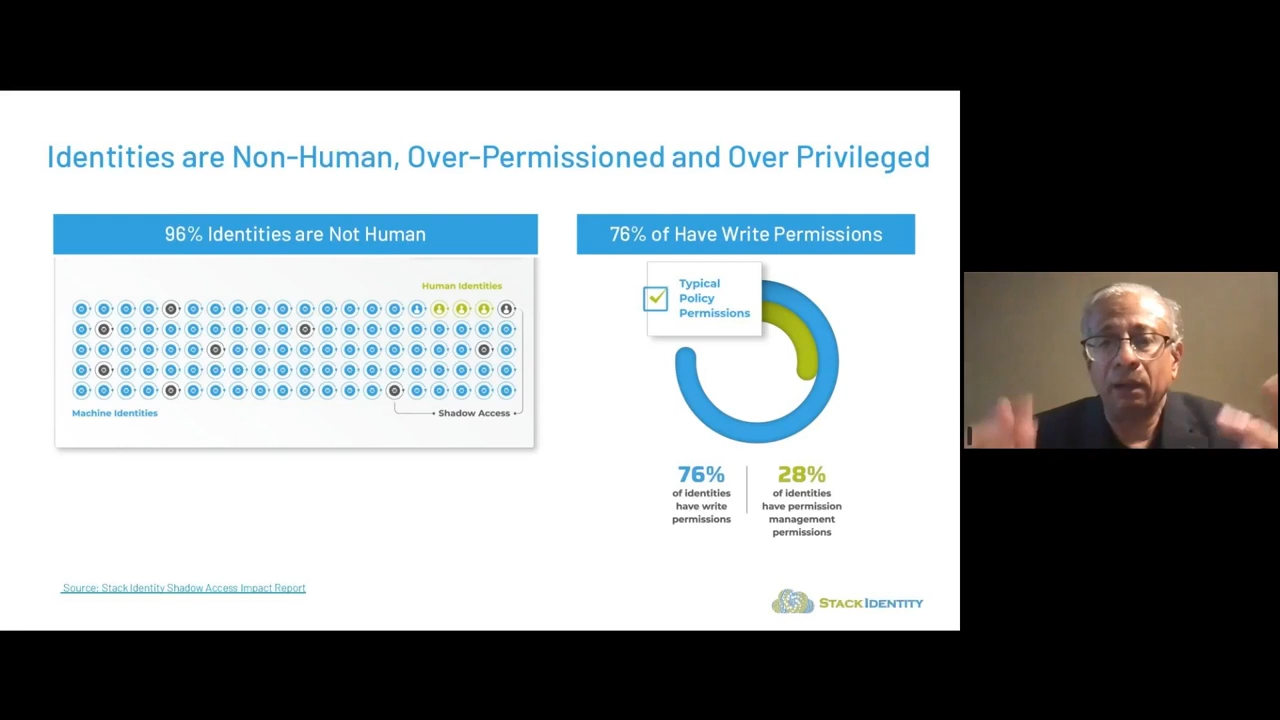 Identities are Non-Human, Over-Permissioned and Over Privileged
96% Identities are Not Human
Human Identities
Machine Identities
Shadow Access
76% of Have Write Permissions
Typical
Policy
Permissions
76%
of identities
have write
permissions
28%
of identities
have permission
management
permissions
Source: Stack Identity Shadow Access Impact Report
STACK IDENTITY